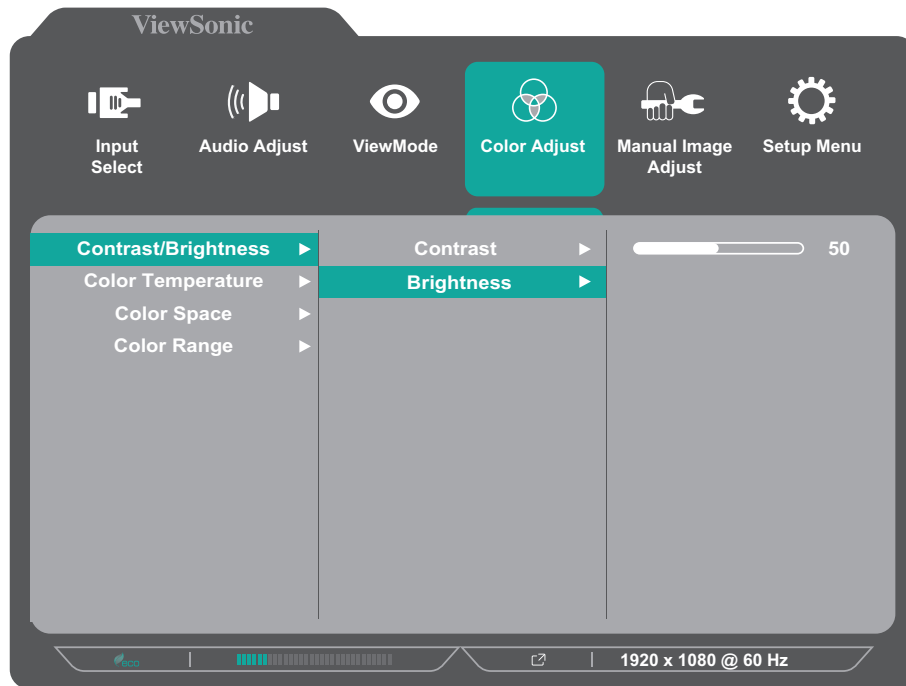 ViewSonic
Input Select
Audio Adjust
ViewMode
Color Adjust
Manual Image Adjust
Setup Menu
Contrast/Brightness
Contrast
50
Color Temperature
Brightness
Color Space
Color Range
eco
1920 x 1080 @ 60 Hz